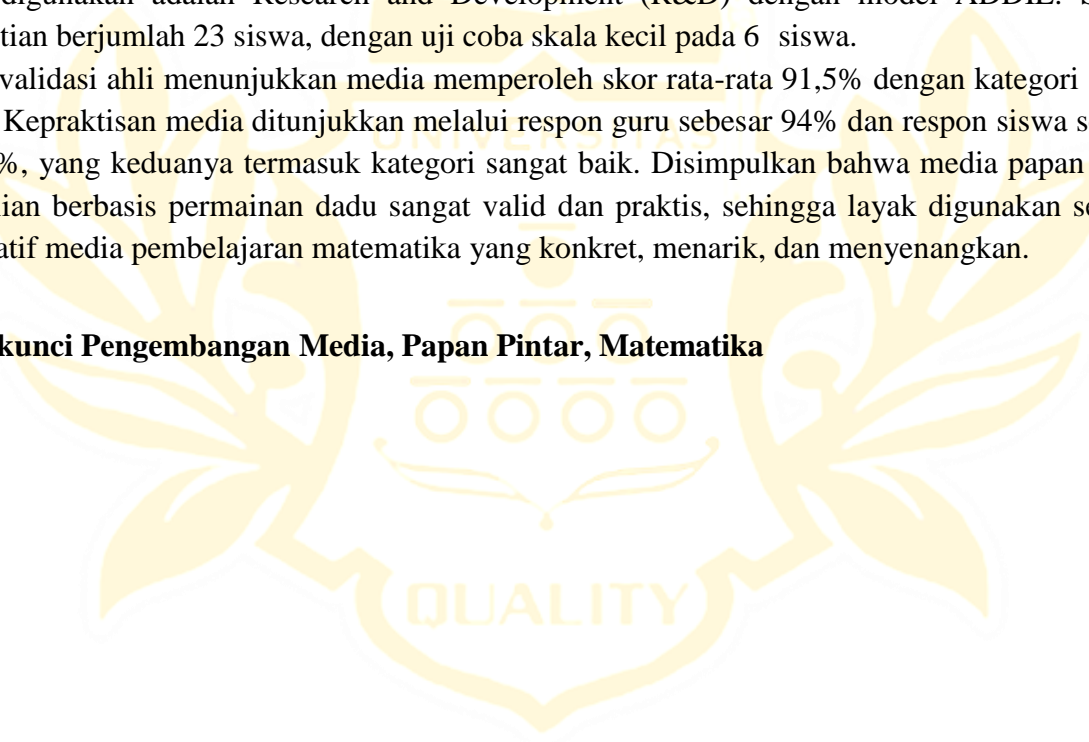 digunakan adalah Research and Development (R&D) dengan model ADDIE.
tian berjumlah 23 siswa, dengan uji coba skala kecil pada 6 siswa.
validasi ahli menunjukkan media memperoleh skor rata-rata 91,5% dengan kategori
Kepraktisan media ditunjukkan melalui respon guru sebesar 94% dan respon siswa s
%, yang keduanya termasuk kategori sangat baik. Disimpulkan bahwa media papan
ian berbasis permainan dadu sangat valid dan praktis, sehingga layak digunakan se
atif media pembelajaran matematika yang konkret, menarik, dan menyenangkan.
kunci Pengembangan Media, Papan Pintar, Matematika
UNIVERSITAS
QUALITY